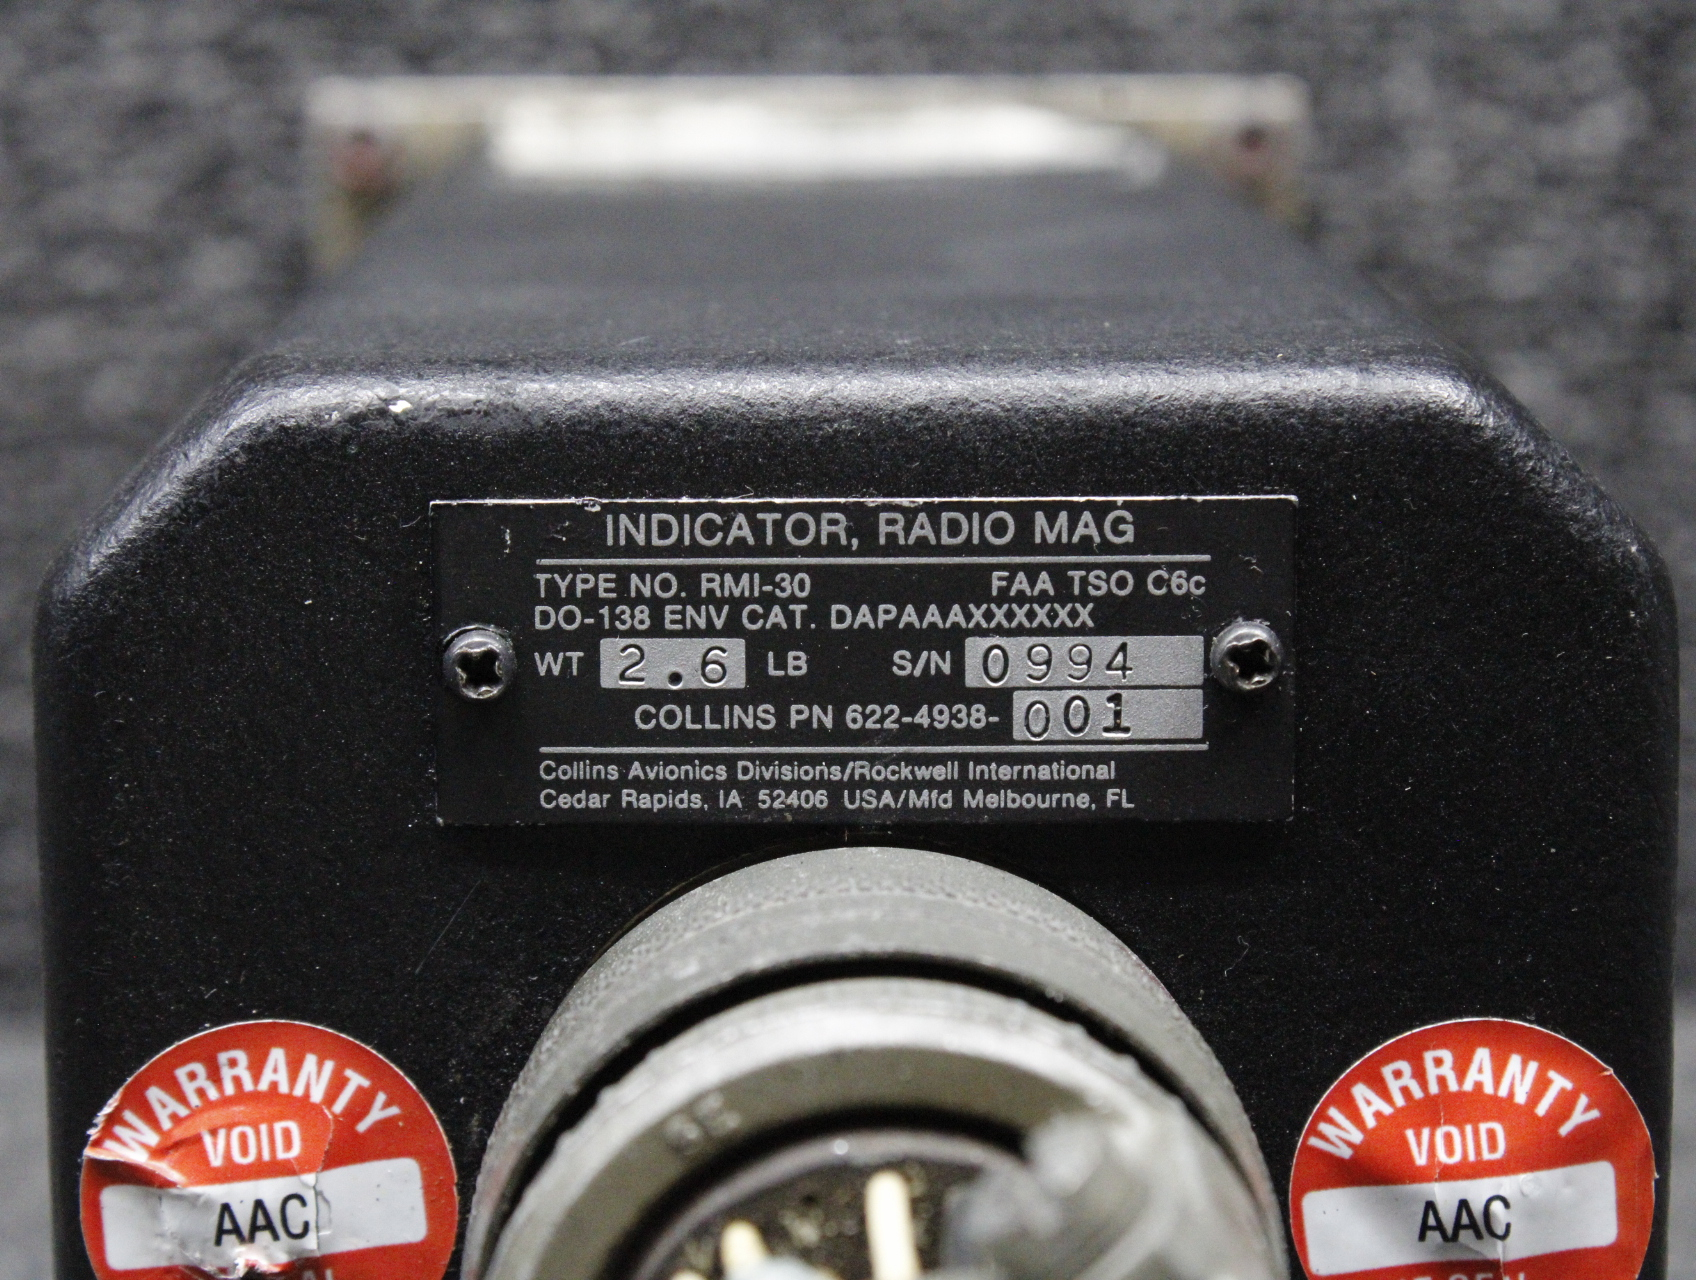 INDICATOR, RADIO MAG
TYPE NO. RMI-30 FAA TSO C6c
DO-138 ENV CAT. DAPAAAXXXXXX
WT 2.6 LB S/N 0994
COLLINS PN 622-4938- 001
Collins Avionics Divisions/Rockwell International
Cedar Rapids, IA 52406 USA/Mfd Melbourne, FL
WARRANTY
VOID
AAC
WARRANTY
VOID
AAC